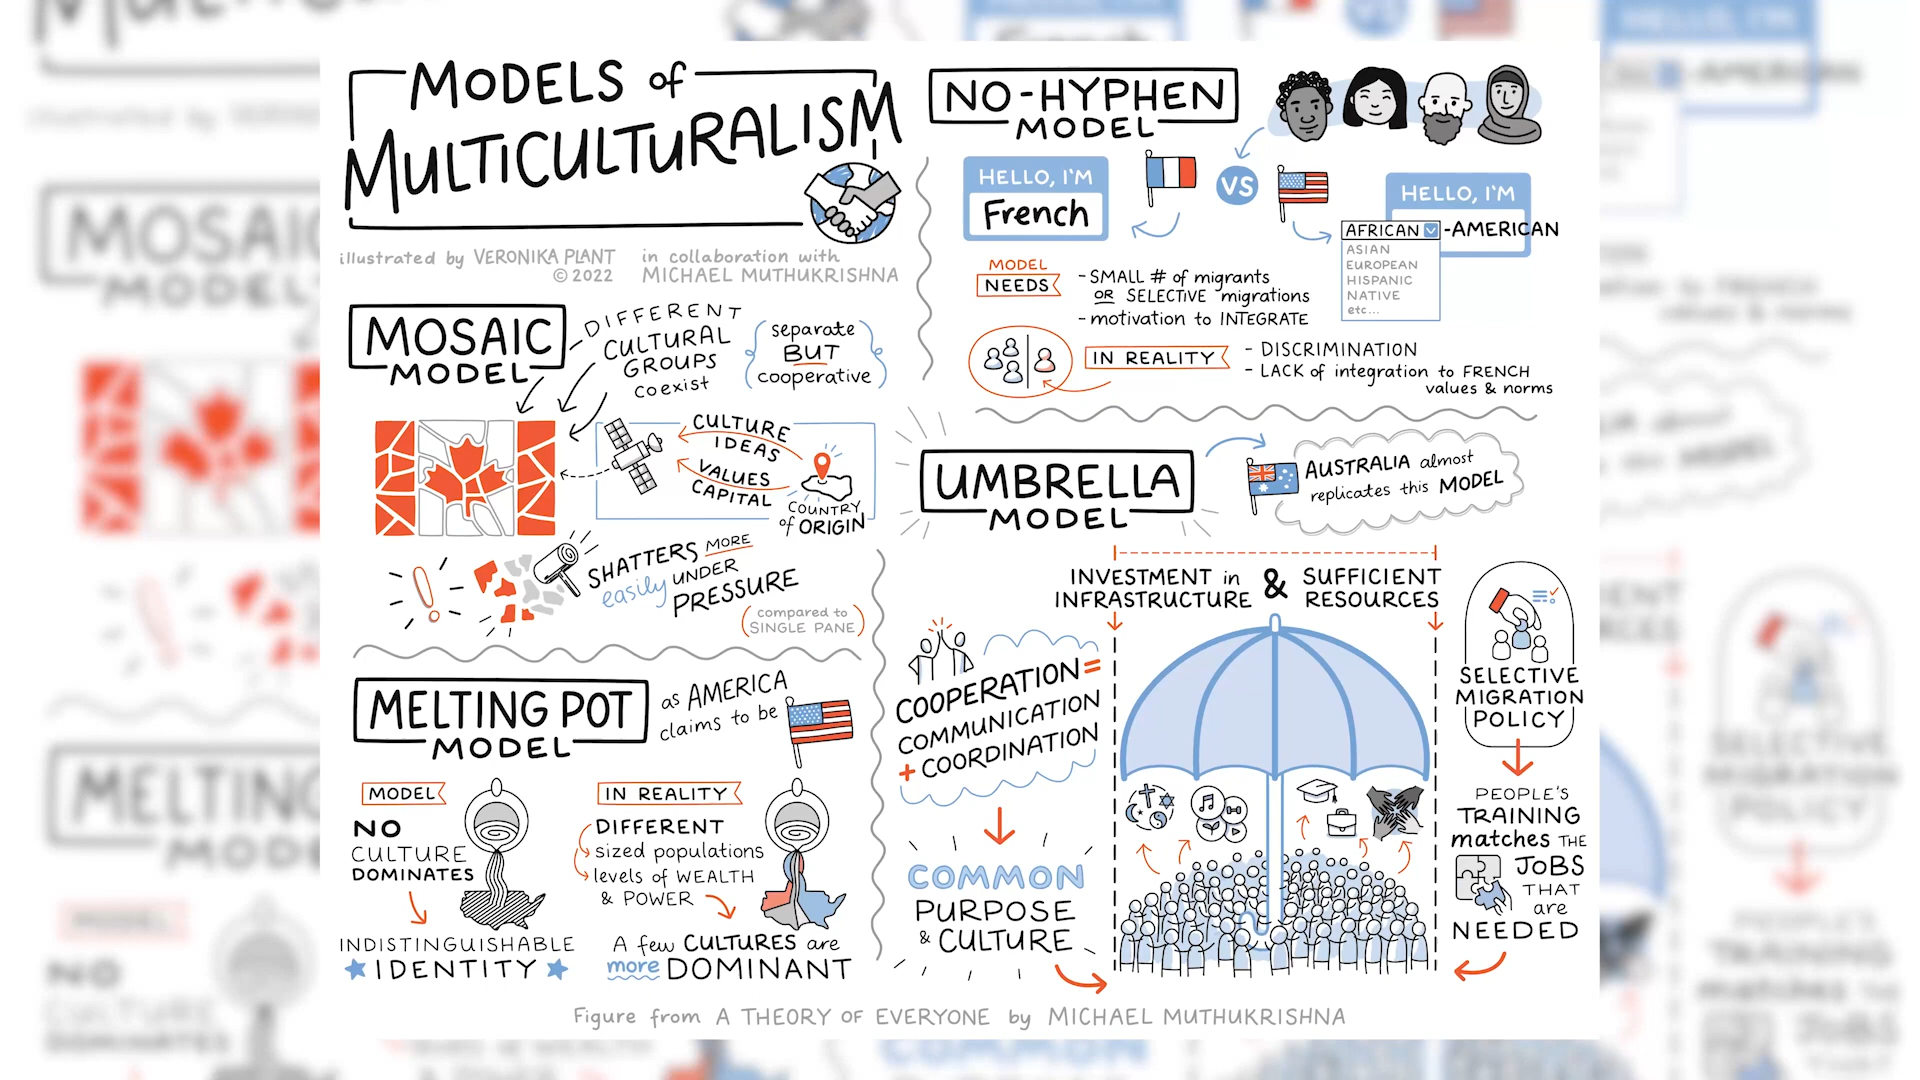 MODELS of
MULTICULTURALISM
illustrated by VERONIKA PLANT
© 2022
in collaboration with
MICHAEL MUTHUKRISHNA
MOSAIC
MODEL
- DIFFERENT
CULTURAL
GROUPS
coexist
separate
BUT
cooperative
CULTURE
IDEAS
VALUES
CAPITAL
COUNTRY
of ORIGIN
SHATTERS MORE
easily UNDER
PRESSURE
(compared to
SINGLE PANE)
MELTING POT
MODEL
as AMERICA
claims to be
MODEL
NO
CULTURE
DOMINATES
INDISTINGUISHABLE
IDENTITY
IN REALITY
DIFFERENT
sized populations
levels of WEALTH
& POWER
A few CULTURES are
more DOMINANT
NO-HYPHEN
MODEL
HELLO, I'M
French
VS
HELLO, I'M
AFRICAN -AMERICAN
ASIAN
EUROPEAN
HISPANIC
NATIVE
etc...
MODEL
NEEDS
- SMALL # of migrants
OR SELECTIVE migrations
- motivation to INTEGRATE
IN REALITY
- DISCRIMINATION
- LACK of integration to FRENCH
values & norms
UMBRELLA
MODEL
AUSTRALIA almost
replicates this MODEL
INVESTMENT in
INFRASTRUCTURE
&
SUFFICIENT
RESOURCES
COOPERATION =
COMMUNICATION
+ COORDINATION
COMMON
PURPOSE
& CULTURE
SELECTIVE
MIGRATION
POLICY
PEOPLE'S
TRAINING
matches THE
JOBS
THAT
are
NEEDED
Figure from A THEORY OF EVERYONE by MICHAEL MUTHUKRISHNA